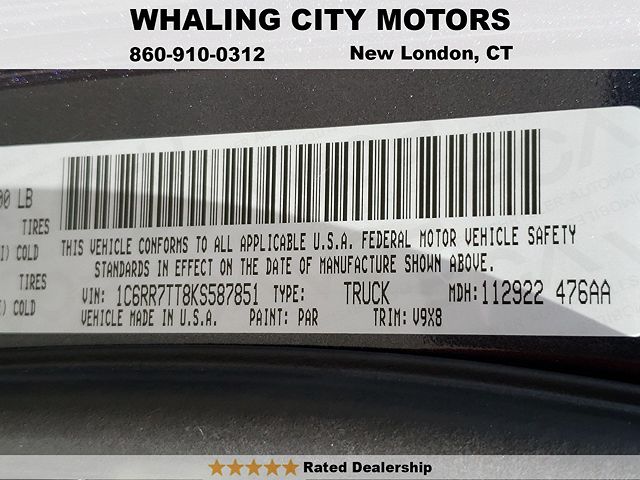 WHALING CITY MOTORS
860-910-0312 New London, CT
00 LB
TIRES
COLD
TIRES
COLD
THIS VEHICLE CONFORMS TO ALL APPLICABLE U.S.A. FEDERAL MOTOR VEHICLE SAFETY
STANDARDS IN EFFECT ON THE DATE OF MANUFACTURE SHOWN ABOVE.
VIN: 1C6RR7TT8KS587851 TYPE: TRUCK MDH: 112922 476AA
VEHICLE MADE IN U.S.A. PAINT: PAR TRIM: V9X8
Rated Dealership